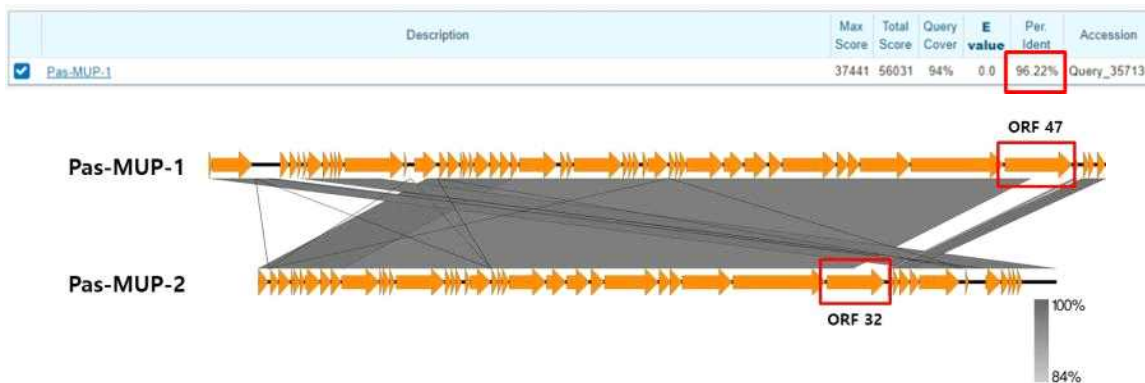 Description Max Score Total Score Query Cover E value Per. Ident Accession
Pas-MUP-1 37441 56031 94% 0.0 96.22% Query_35713
ORF 47
Pas-MUP-1
Pas-MUP-2
ORF 32
100%
84%